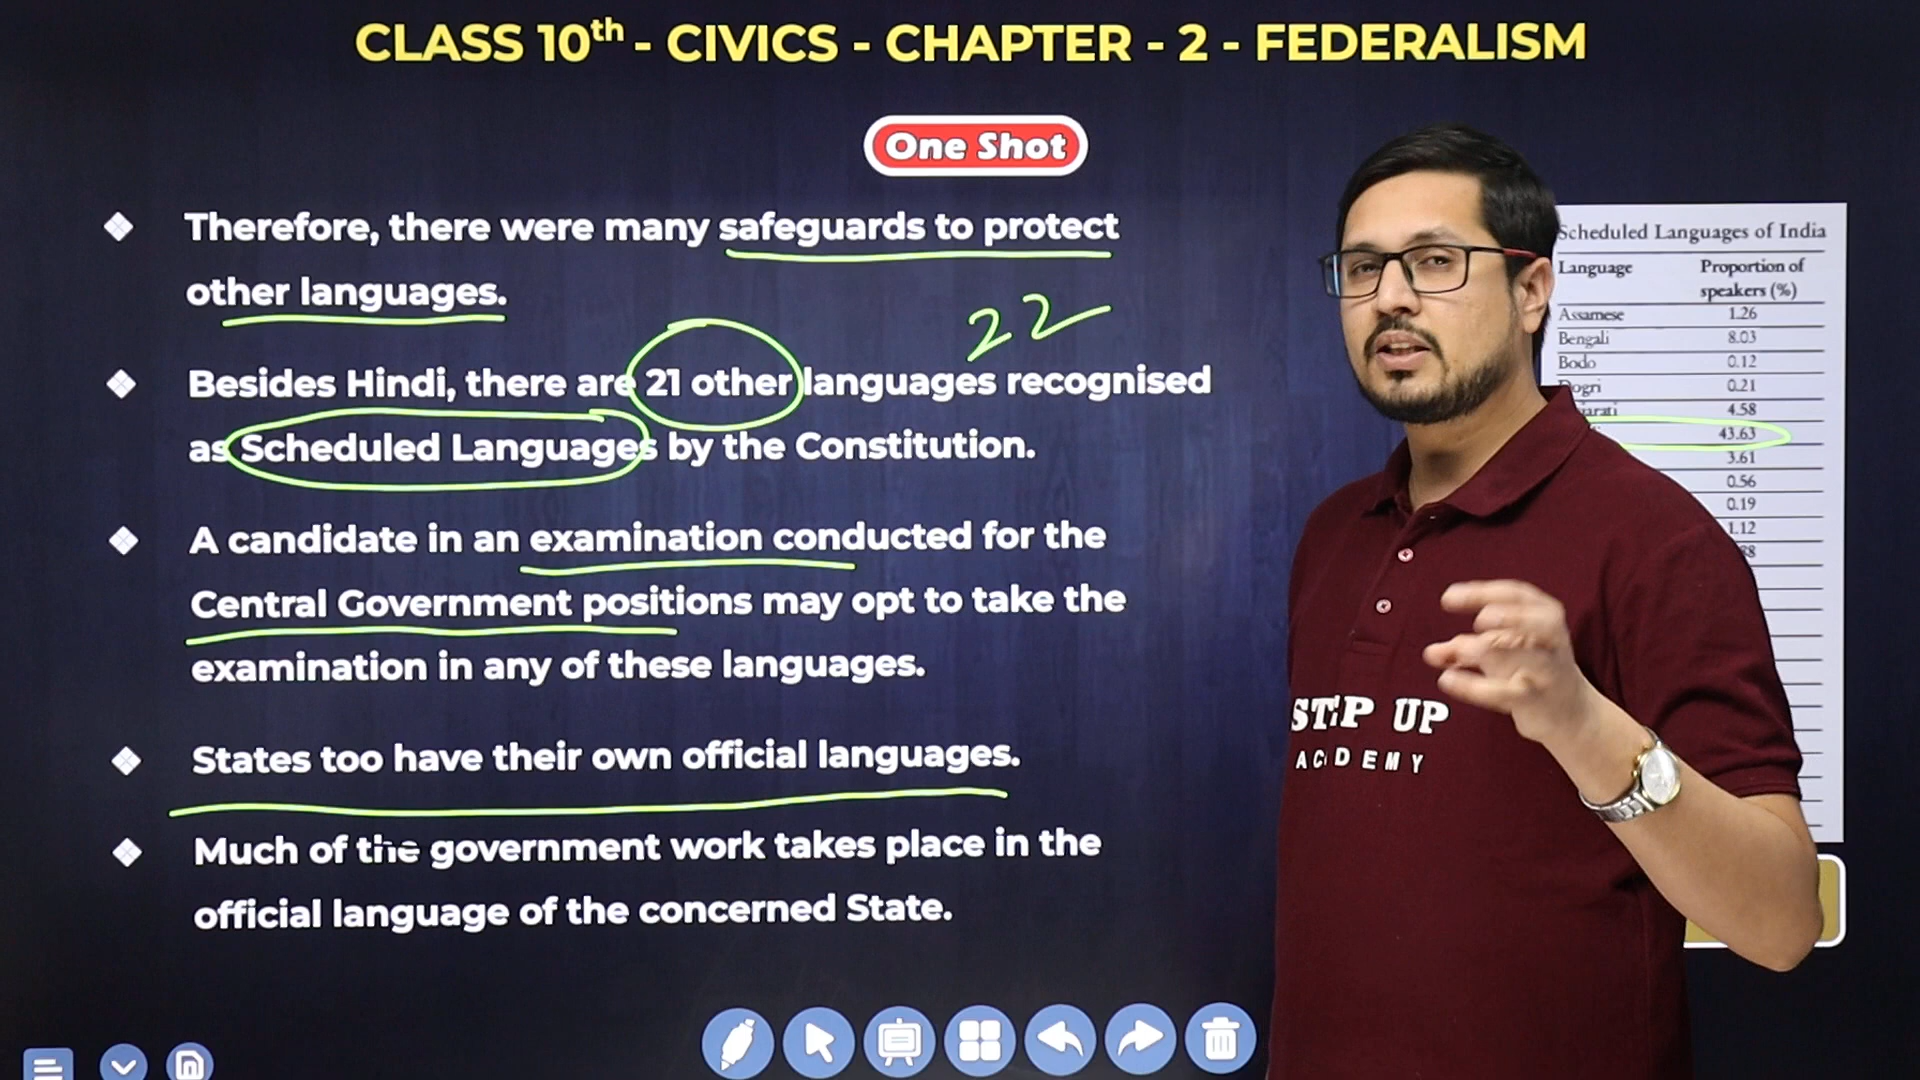 CLASS 10th - CIVICS - CHAPTER - 2 - FEDERALISM
One Shot
Therefore, there were many safeguards to protect
other languages.
22
Besides Hindi, there are 21 other languages recognised
as Scheduled Languages by the Constitution.
A candidate in an examination conducted for the
Central Government positions may opt to take the
examination in any of these languages.
States too have their own official languages.
Much of the government work takes place in the
official language of the concerned State.
Scheduled Languages of India
Language Proportion of
speakers (%)
Assamese 1.26
Bengali 8.03
Bodo 0.12
Dogri 0.21
4.58
43.63
3.61
0.56
0.19
1.12
STEP UP
ACADEMY